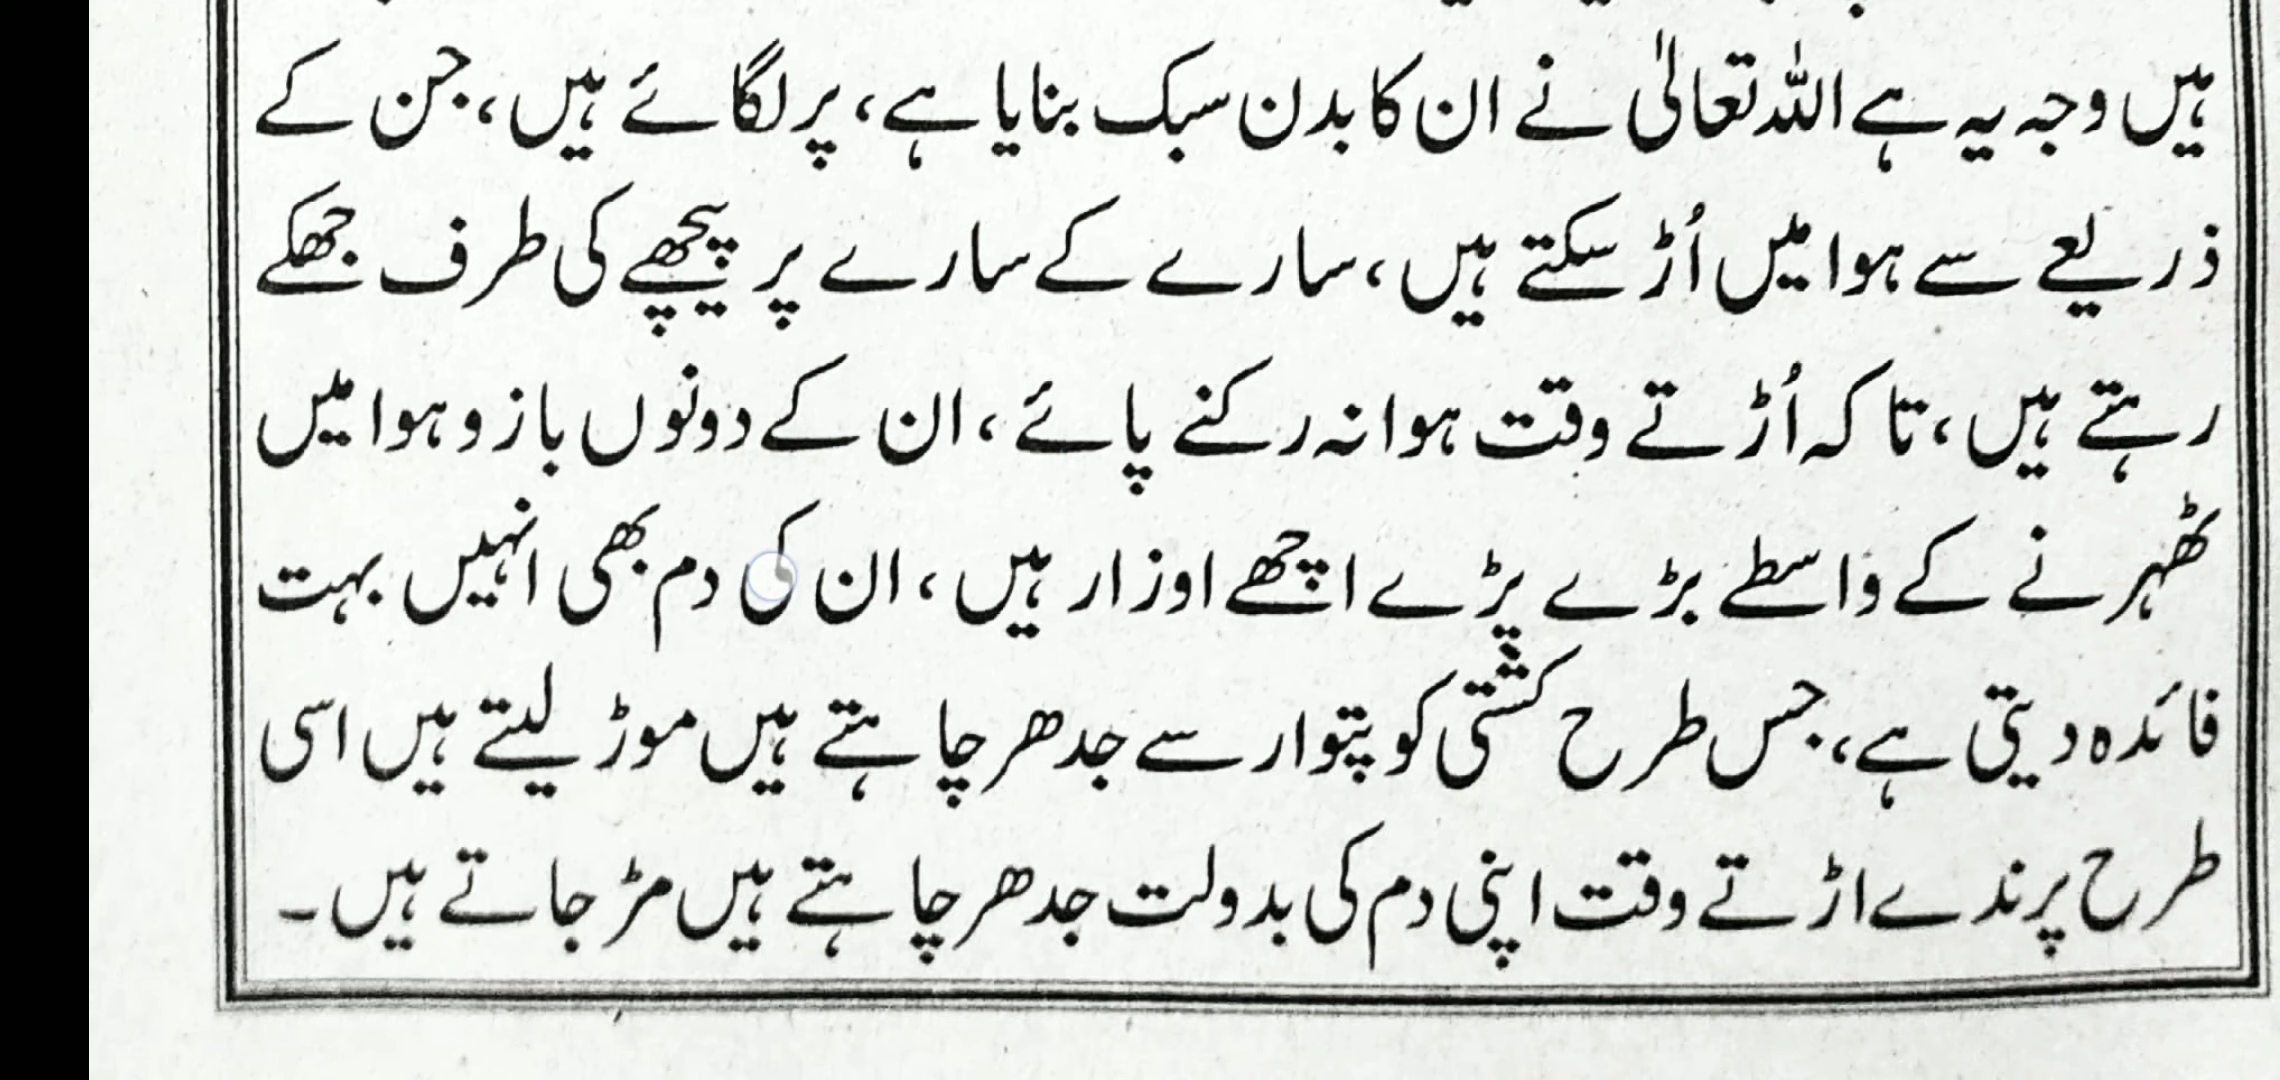 ہیں وجہ یہ ہے اللہ تعالیٰ نے ان کا بدن سبک بنایا ہے، پر لگائے ہیں، جن کے
ذریعے سے ہوا میں اُڑ سکتے ہیں، سارے کے سارے پر پیچھے کی طرف جھکے
رہتے ہیں، تا کہ اُڑتے وقت ہوا نہ رکنے پائے، ان کے دونوں بازو ہوا میں
ٹھہرنے کے واسطے بڑے پڑے اچھے اوزار ہیں، ان کی دم بھی انہیں بہت
فائدہ دیتی ہے، جس طرح کشتی کو پتوار سے جدھر چاہتے ہیں موڑ لیتے ہیں اسی
طرح پرندے اڑتے وقت اپنی دم کی بدولت جدھر چاہتے ہیں مڑ جاتے ہیں۔